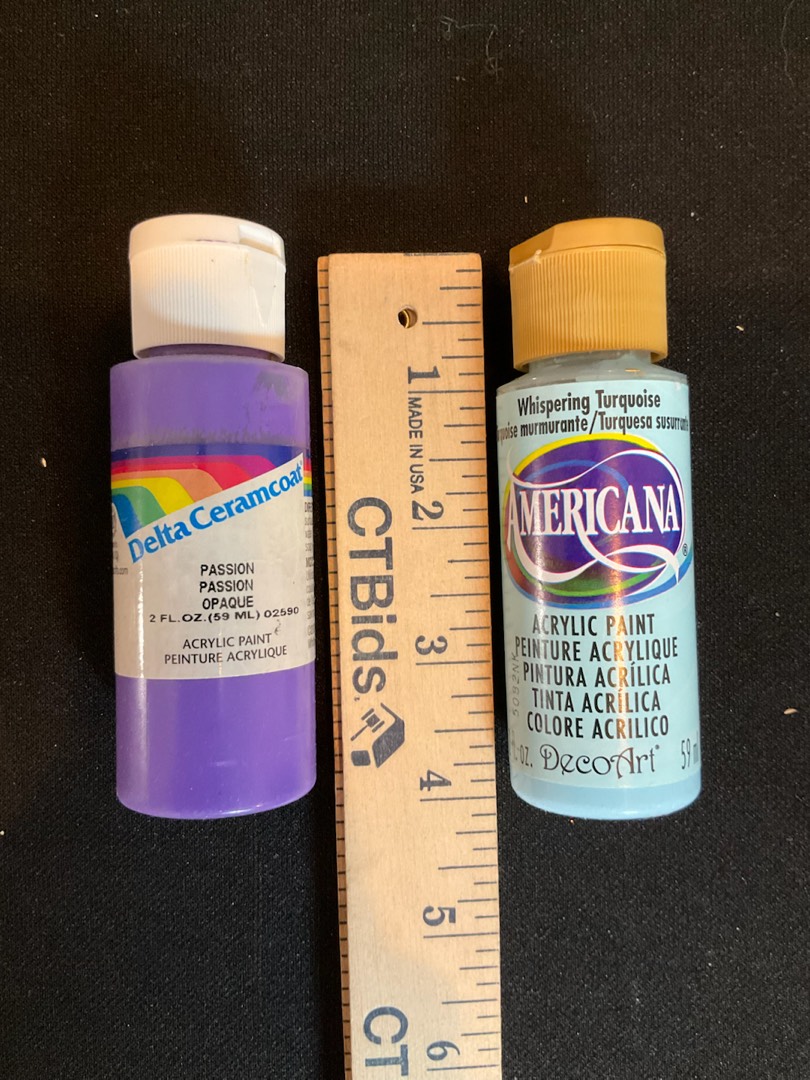 Delta Ceramcoat®
PASSION
PASSION
OPAQUE
2 FL.OZ.(59 ML) 02590
ACRYLIC PAINT
PEINTURE ACRYLIQUE
1
MADE IN USA
2
CTBids.
3
4
5
CT
6
Whispering Turquoise
murmurante/Turquesa
AMERICANA®
ACRYLIC PAINT
PEINTURE ACRYLIQUE
PINTURA ACRÍLICA
TINTA ACRÍLICA
COLORE ACRILICO
OZ. DecoArt® 59